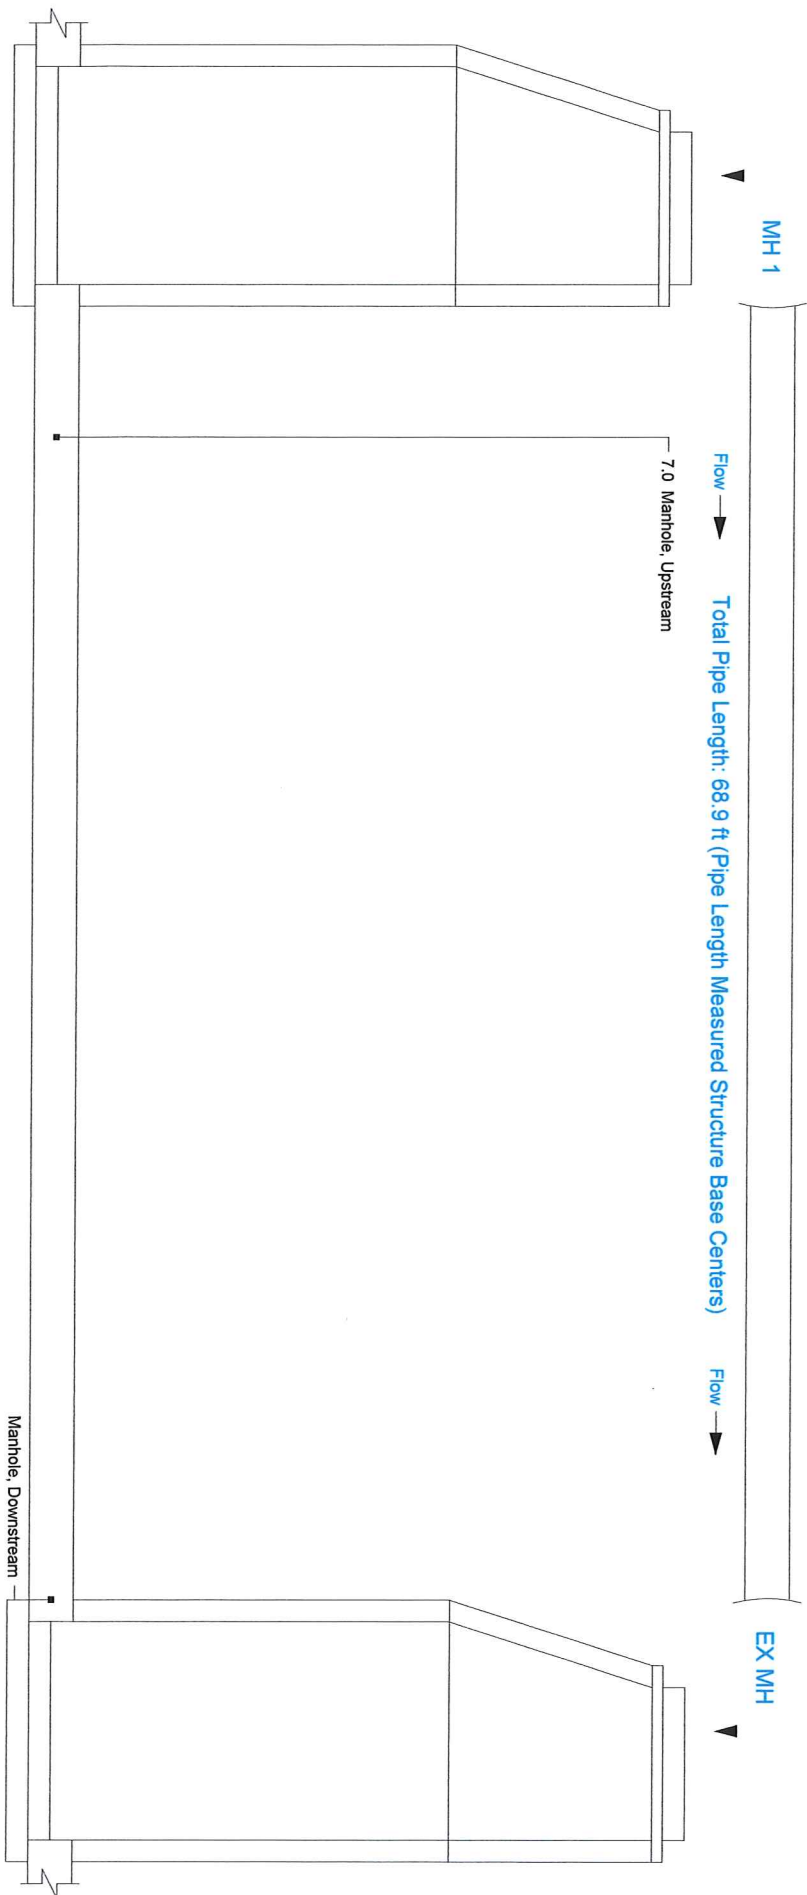 MH 1
EX MH
Flow
Total Pipe Length: 68.9 ft (Pipe Length Measured Structure Base Centers)
Flow
7.0 Manhole, Upstream
Manhole, Downstream